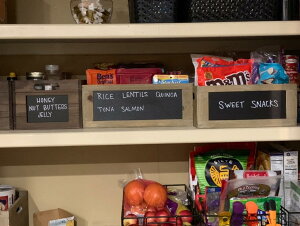 HONEY
NUT BUTTERS
JELLY
RICE LENTILS QUINOA
TUNA SALMON
SWEET SNACKS
m&m's